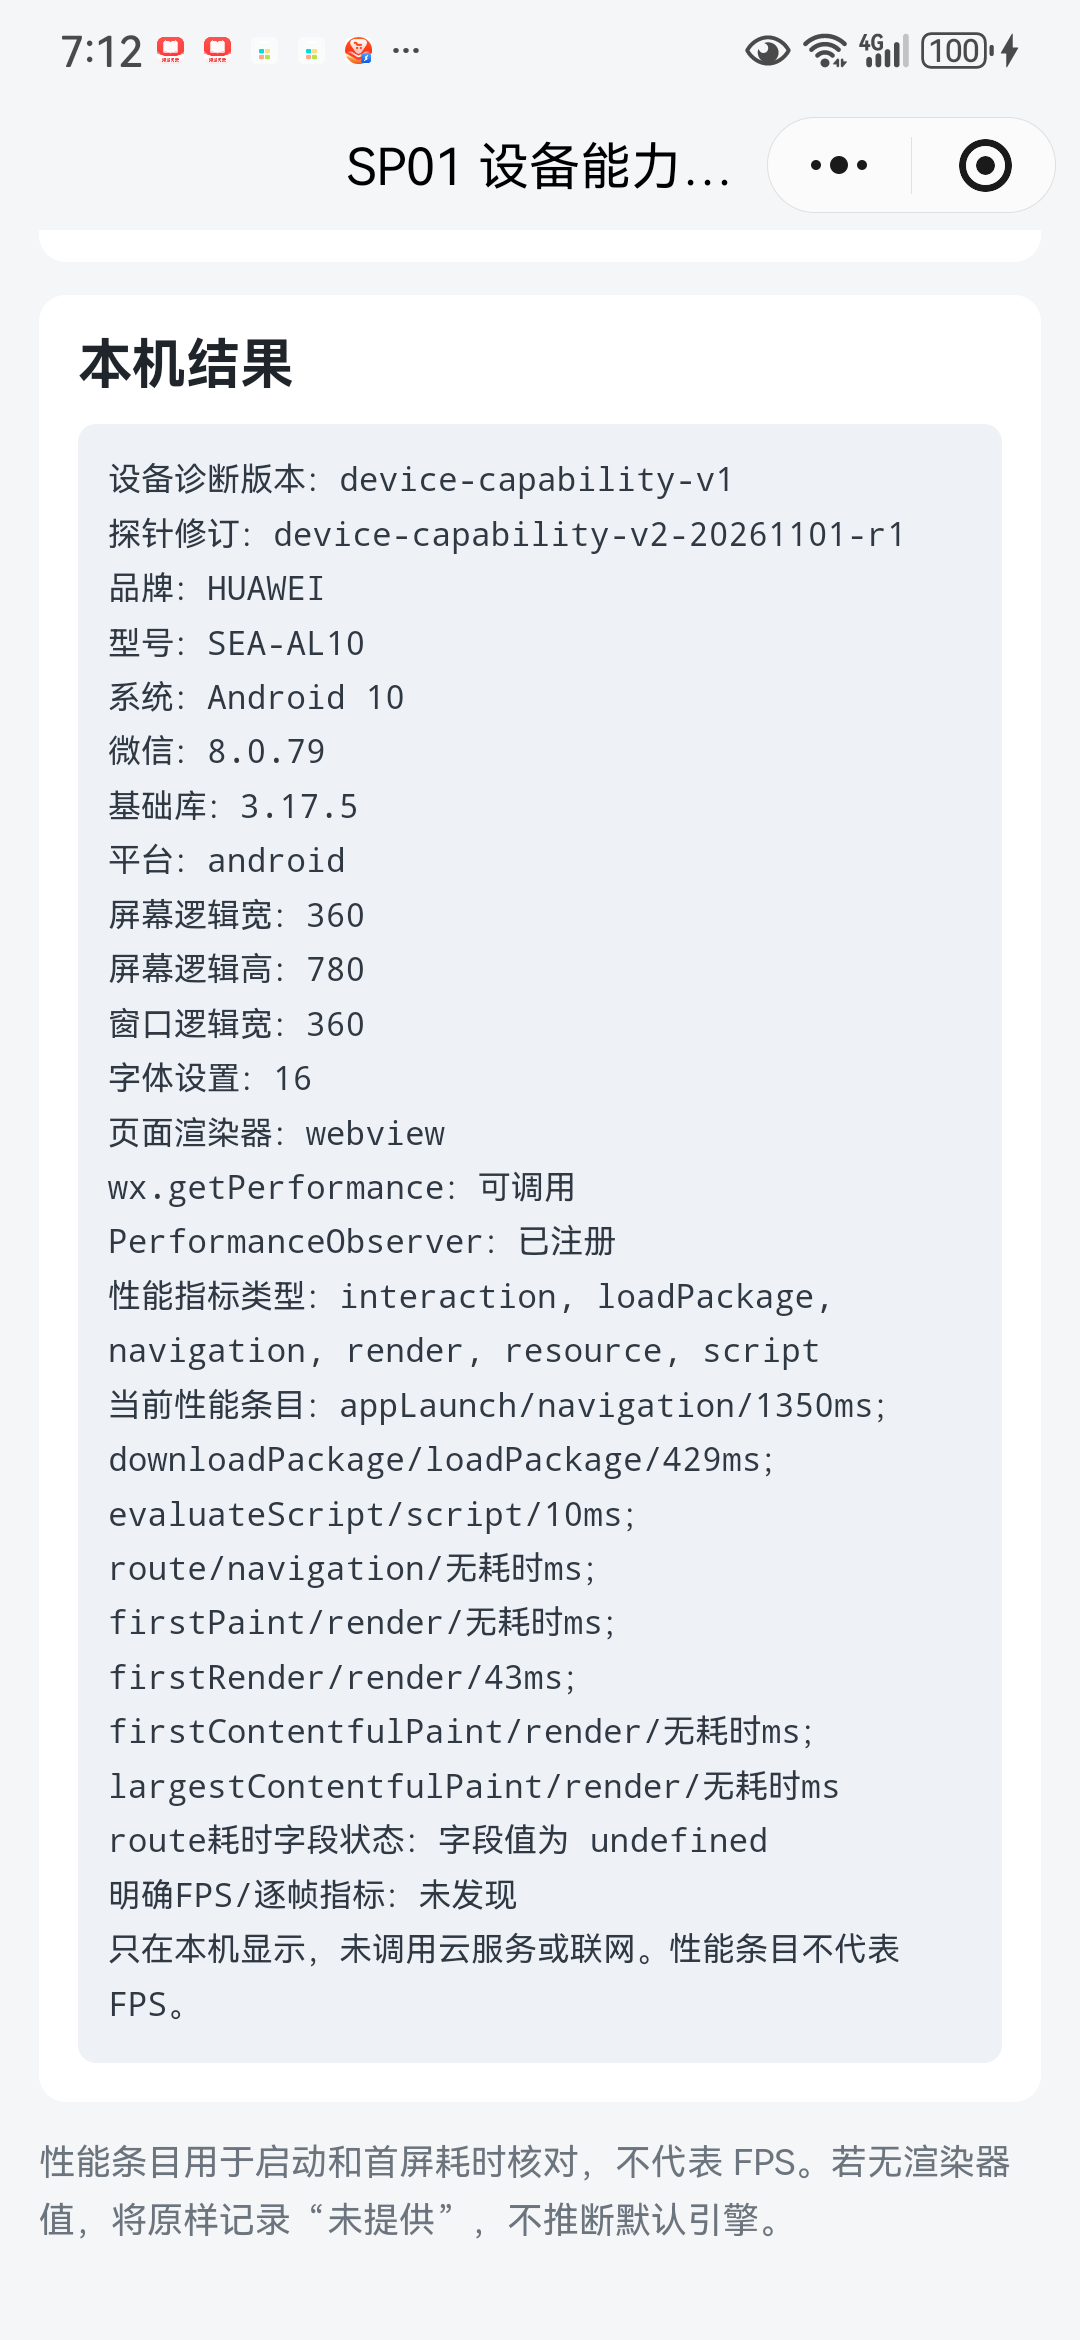 7:12
4G
100
SP01 设备能力...
本机结果
设备诊断版本：device-capability-v1
探针修订：device-capability-v2-20261101-r1
品牌：HUAWEI
型号：SEA-AL10
系统：Android 10
微信：8.0.79
基础库：3.17.5
平台：android
屏幕逻辑宽：360
屏幕逻辑高：780
窗口逻辑宽：360
字体设置：16
页面渲染器：webview
wx.getPerformance：可调用
PerformanceObserver：已注册
性能指标类型：interaction, loadPackage,
navigation, render, resource, script
当前性能条目：appLaunch/navigation/1350ms;
downloadPackage/loadPackage/429ms;
evaluateScript/script/10ms;
route/navigation/无耗时ms;
firstPaint/render/无耗时ms;
firstRender/render/43ms;
firstContentfulPaint/render/无耗时ms;
largestContentfulPaint/render/无耗时ms
route耗时字段状态：字段值为 undefined
明确FPS/逐帧指标：未发现
只在本机显示，未调用云服务或联网。性能条目不代表
FPS。
性能条目用于启动和首屏耗时核对，不代表 FPS。若无渲染器
值，将原样记录“未提供”，不推断默认引擎。